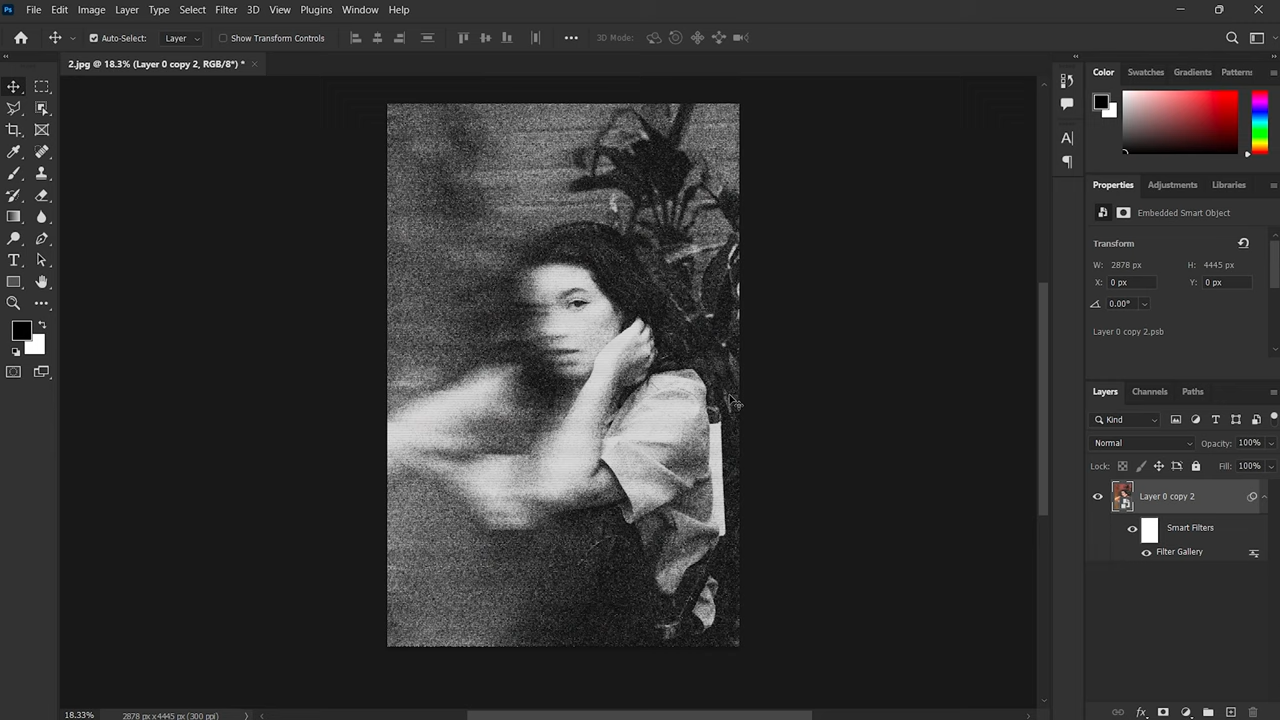 Ps File Edit Image Layer Type Select Filter 3D View Plugins Window Help
Auto-Select: Layer Show Transform Controls 3D Mode:
2.jpg @ 18.3% (Layer 0 copy 2, RGB/8*) *
Color Swatches Gradients Patterns
Properties Adjustments Libraries
Embedded Smart Object
Transform
W: 2878 px H: 4445 px
X: 0 px Y: 0 px
0.00°
Layer 0 copy 2.psb
Layers Channels Paths
Kind
Normal Opacity: 100%
Lock: Fill: 100%
Layer 0 copy 2
Smart Filters
Filter Gallery
18.33% 2878 px x 4445 px (300 ppi)